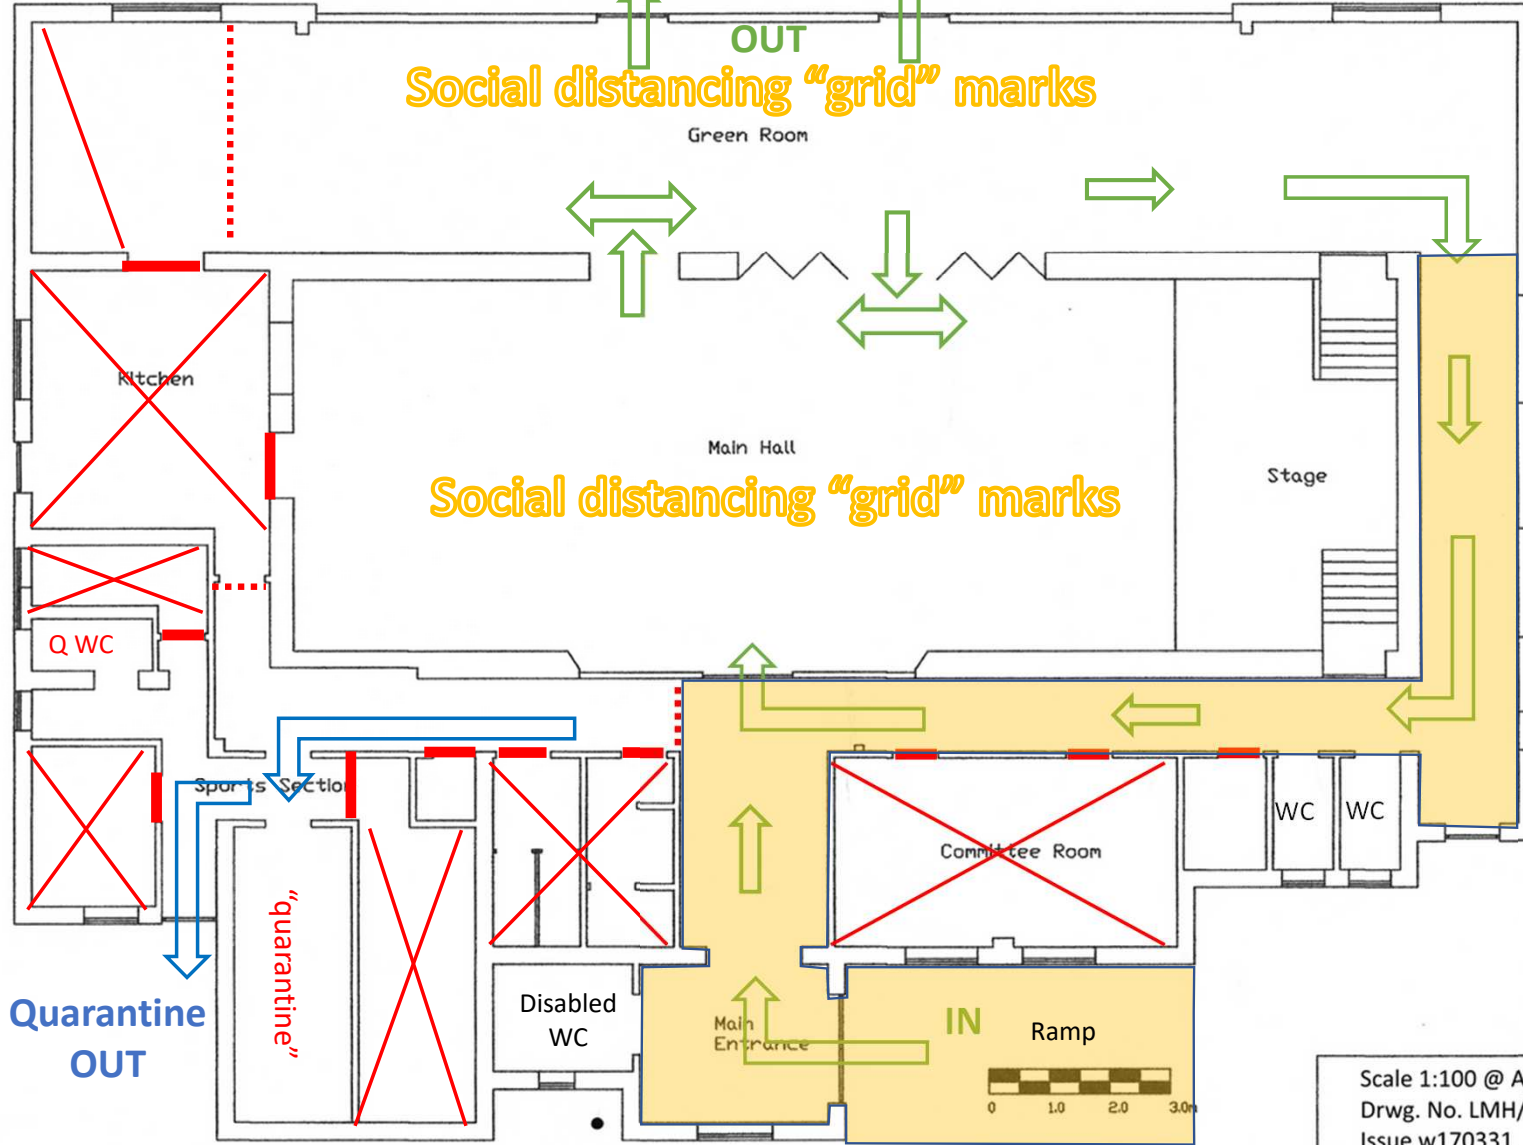 OUT
Social distancing “grid” marks
Green Room
Kitchen
Main Hall
Stage
Social distancing “grid” marks
Q WC
Sports Section
WC
WC
Committee Room
“quarantine”
Quarantine
OUT
Disabled
WC
Main
Entrance
IN
Ramp
0 1.0 2.0 3.0m
Scale 1:100 @ A
Drwg. No. LMH/
Issue w170331